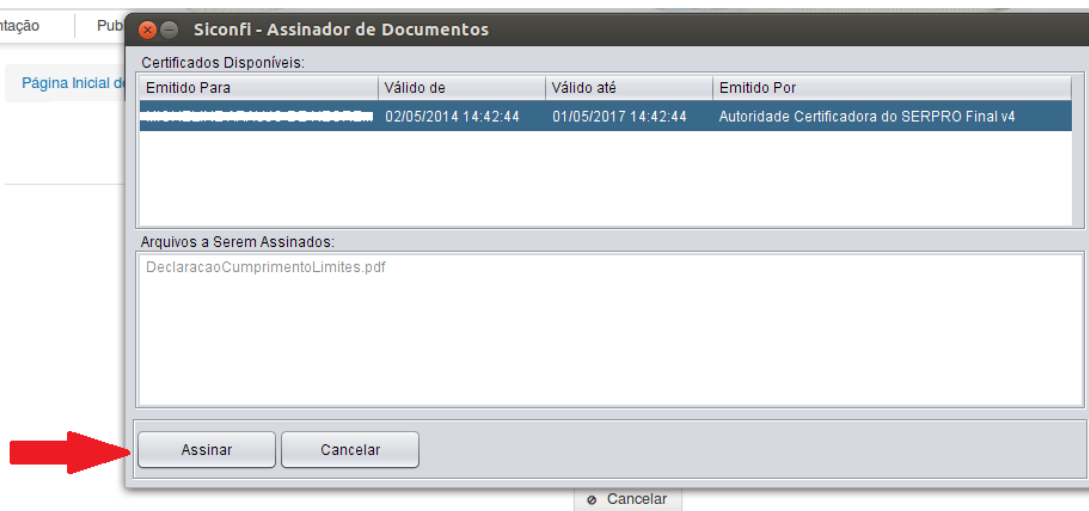 ntação Pub
Siconfi - Assinador de Documentos
Página Inicial d
Certificados Disponíveis:
Emitido Para Válido de Válido até Emitido Por
02/05/2014 14:42:44 01/05/2017 14:42:44 Autoridade Certificadora do SERPRO Final v4
Arquivos a Serem Assinados:
DeclaracaoCumprimentoLimites.pdf
Assinar Cancelar
Cancelar